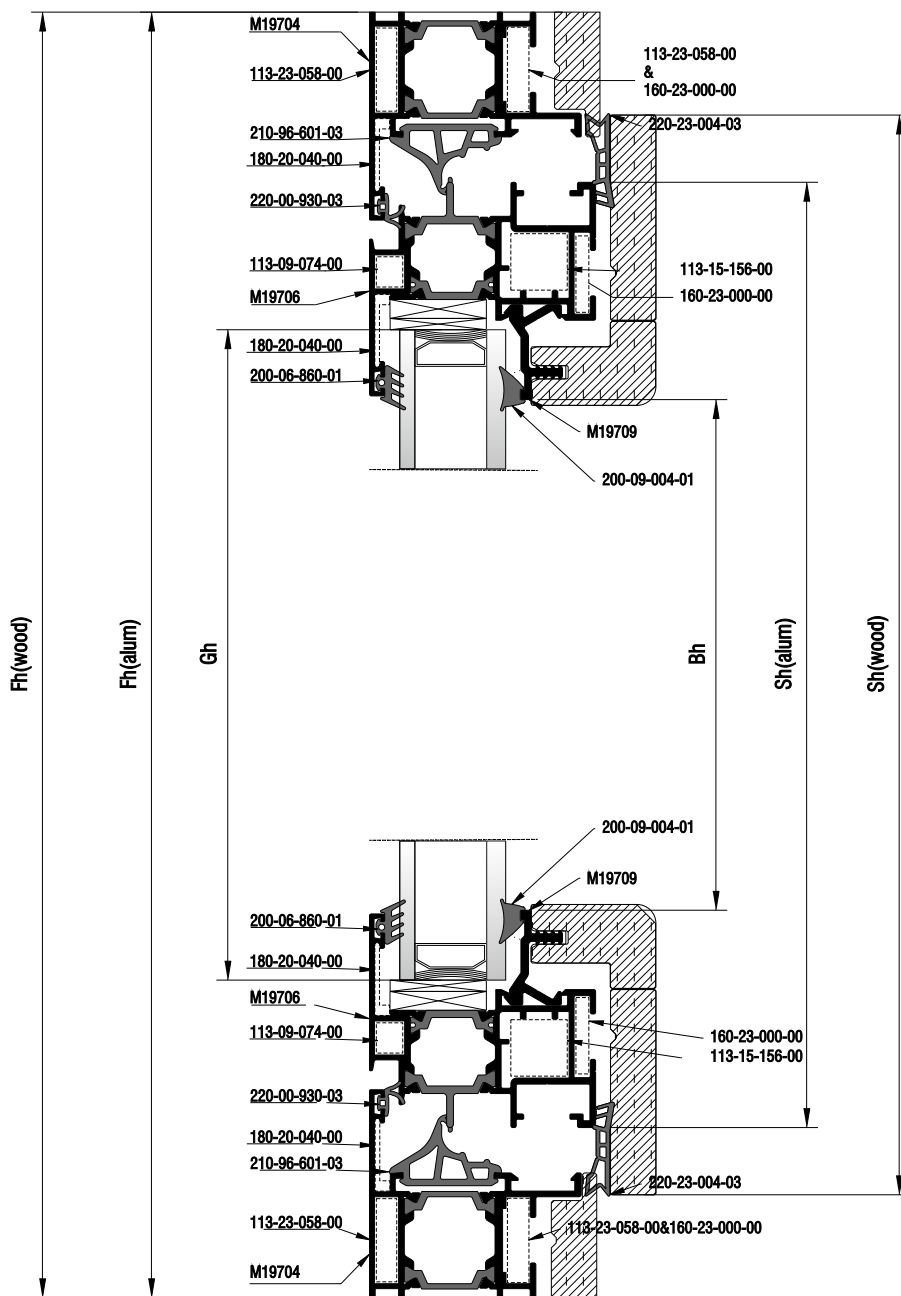 M19704
113-23-058-00
113-23-058-00
&
160-23-000-00
210-96-601-03
220-23-004-03
180-20-040-00
220-00-930-03
113-09-074-00
113-15-156-00
M19706
160-23-000-00
180-20-040-00
200-06-860-01
M19709
200-09-004-01
Fh(wood)
Fh(alum)
Gh
Bh
Sh(alum)
Sh(wood)
200-09-004-01
M19709
200-06-860-01
180-20-040-00
M19706
113-09-074-00
160-23-000-00
113-15-156-00
220-00-930-03
180-20-040-00
210-96-601-03
220-23-004-03
113-23-058-00
113-23-058-00&160-23-000-00
M19704